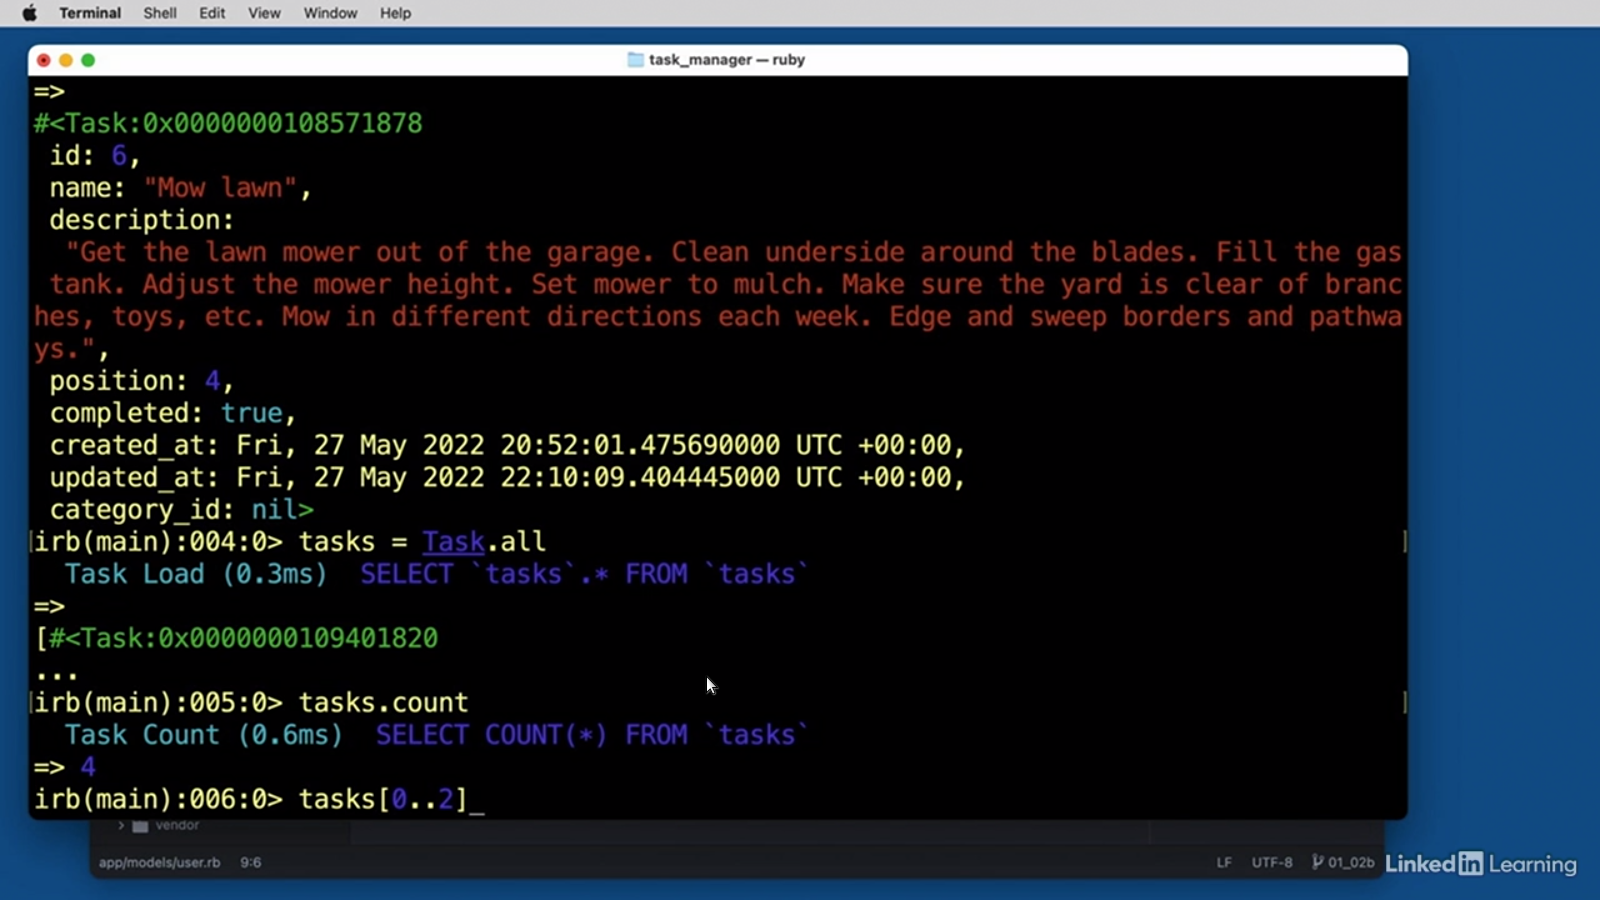 Terminal Shell Edit View Window Help
task_manager — ruby
=>
#<Task:0x0000000108571878
id: 6,
name: "Mow lawn",
description:
"Get the lawn mower out of the garage. Clean underside around the blades. Fill the gas
tank. Adjust the mower height. Set mower to mulch. Make sure the yard is clear of branc
hes, toys, etc. Mow in different directions each week. Edge and sweep borders and pathwa
ys.",
position: 4,
completed: true,
created_at: Fri, 27 May 2022 20:52:01.475690000 UTC +00:00,
updated_at: Fri, 27 May 2022 22:10:09.404445000 UTC +00:00,
category_id: nil>
irb(main):004:0> tasks = Task.all
Task Load (0.3ms)  SELECT `tasks`.* FROM `tasks`
=>
[#<Task:0x0000000109401820
...
irb(main):005:0> tasks.count
Task Count (0.6ms)  SELECT COUNT(*) FROM `tasks`
=> 4
irb(main):006:0> tasks[0..2]_
> vendor
app/models/user.rb 9:6 LF UTF-8 01_02b
LinkedIn Learning